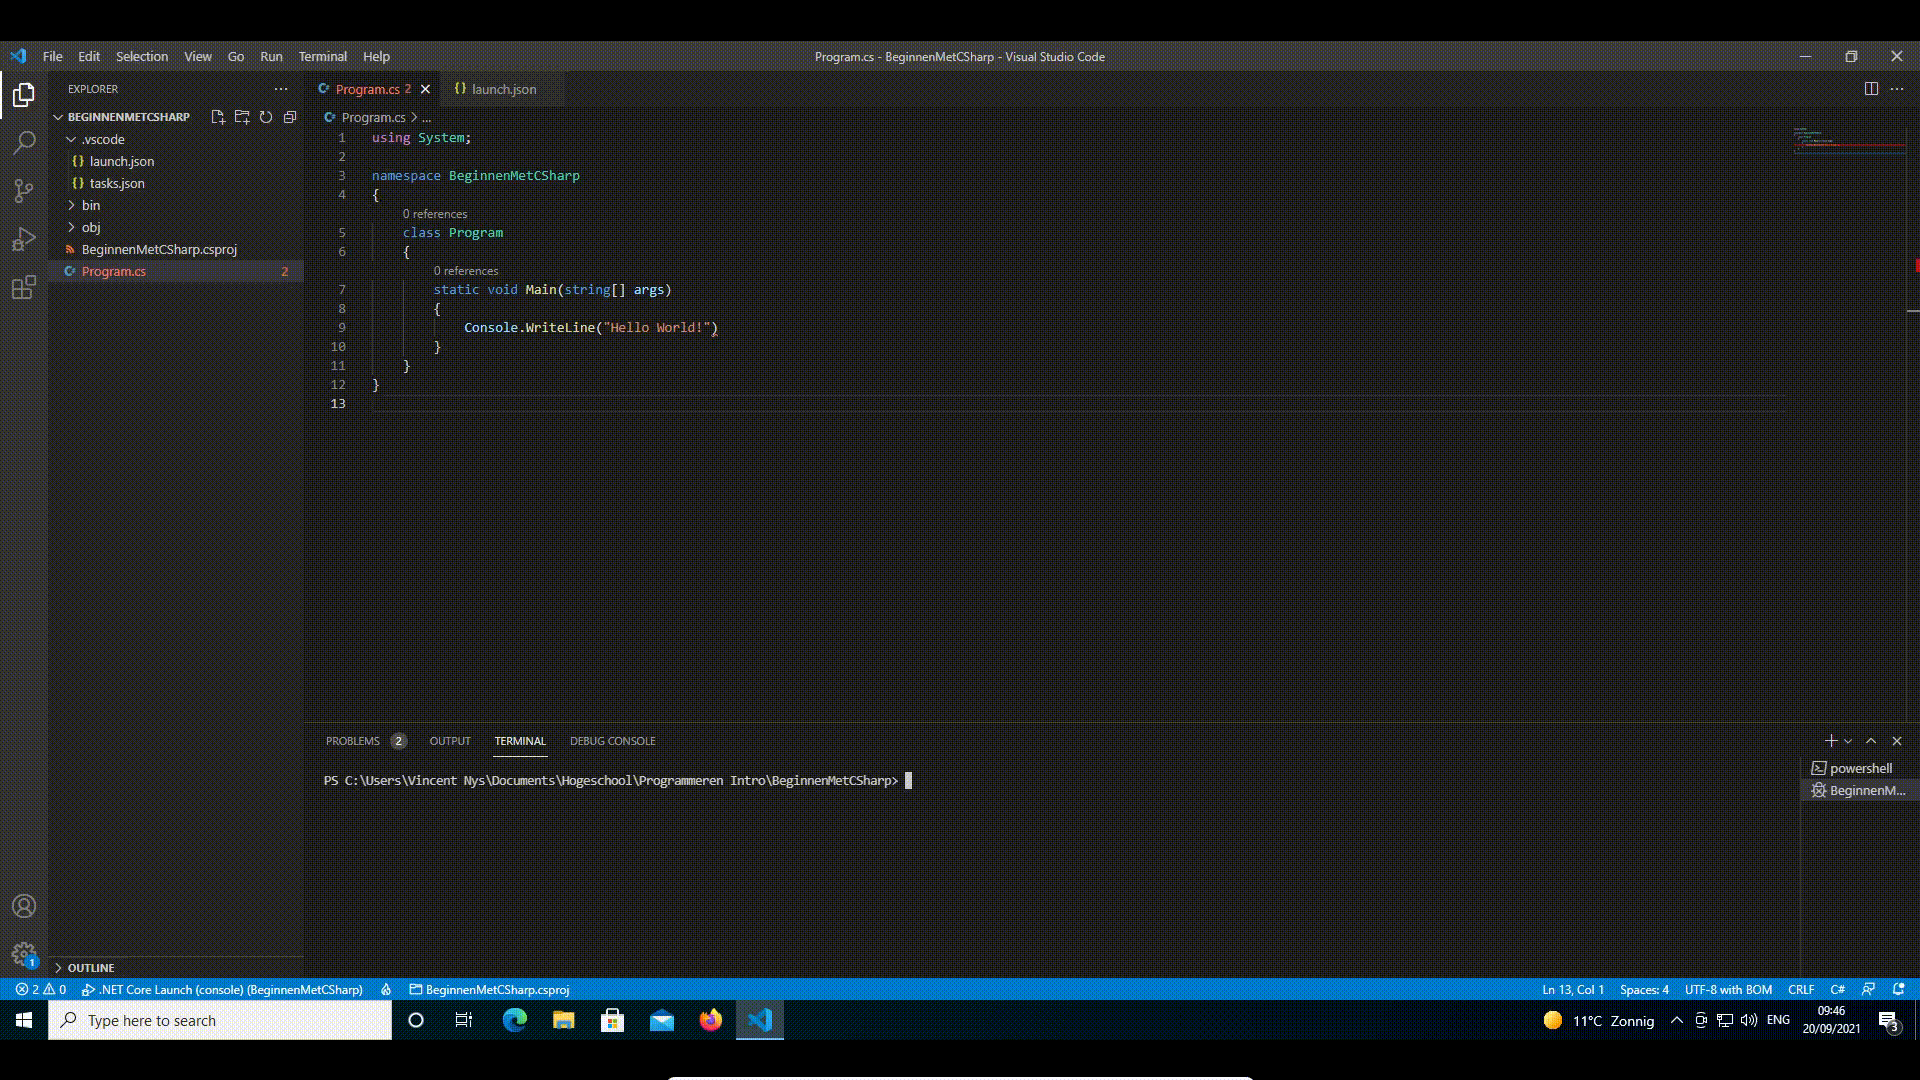 File Edit Selection View Go Run Terminal Help
Program.cs - BeginnenMetCSharp - Visual Studio Code
EXPLORER
BEGINNENMETCSHARP
.vscode
{} launch.json
{} tasks.json
bin
obj
BeginnenMetCSharp.csproj
C# Program.cs 2
OUTLINE
C# Program.cs 2
{} launch.json
C# Program.cs > ...
1 using System;
2
3 namespace BeginnenMetCSharp
4 {
0 references
5 class Program
6 {
0 references
7 static void Main(string[] args)
8 {
9 Console.WriteLine("Hello World!")
10 }
11 }
12 }
13
PROBLEMS 2 OUTPUT TERMINAL DEBUG CONSOLE
PS C:\Users\Vincent Nys\Documents\Hogeschool\Programmeren Intro\BeginnenMetCSharp>
powershell
BeginnenM...
1
2 0 .NET Core Launch (console) (BeginnenMetCSharp) BeginnenMetCSharp.csproj
Ln 13, Col 1 Spaces: 4 UTF-8 with BOM CRLF C#
Type here to search
11°C Zonnig
ENG
09:46
20/09/2021
3